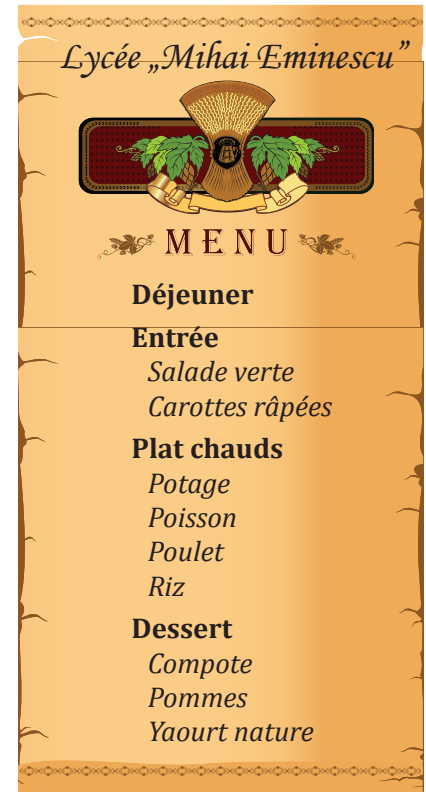 Lycée „Mihai Eminescu”
MENU
Déjeuner
Entrée
Salade verte
Carottes râpées
Plat chauds
Potage
Poisson
Poulet
Riz
Dessert
Compote
Pommes
Yaourt nature